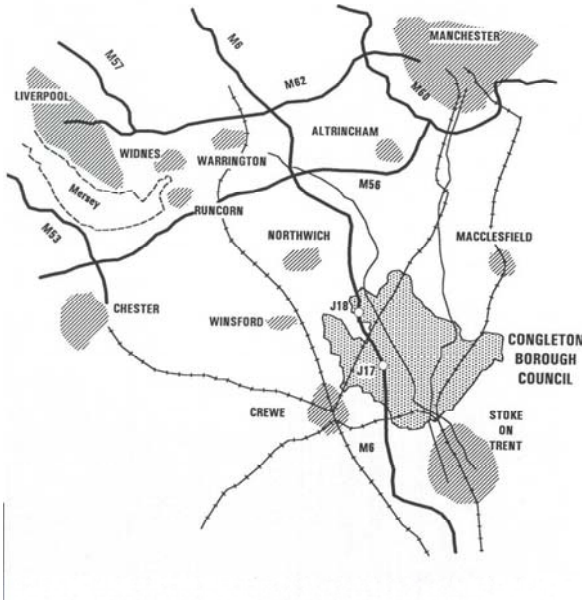 MANCHESTER
M6
M57
M62
M60
LIVERPOOL
ALTRINCHAM
WIDNES
WARRINGTON
Mersey
M56
RUNCORN
M53
NORTHWICH
MACCLESFIELD
CHESTER
J18
WINSFORD
CONGLETON
BOROUGH
COUNCIL
J17
CREWE
STOKE
ON
TRENT
M6